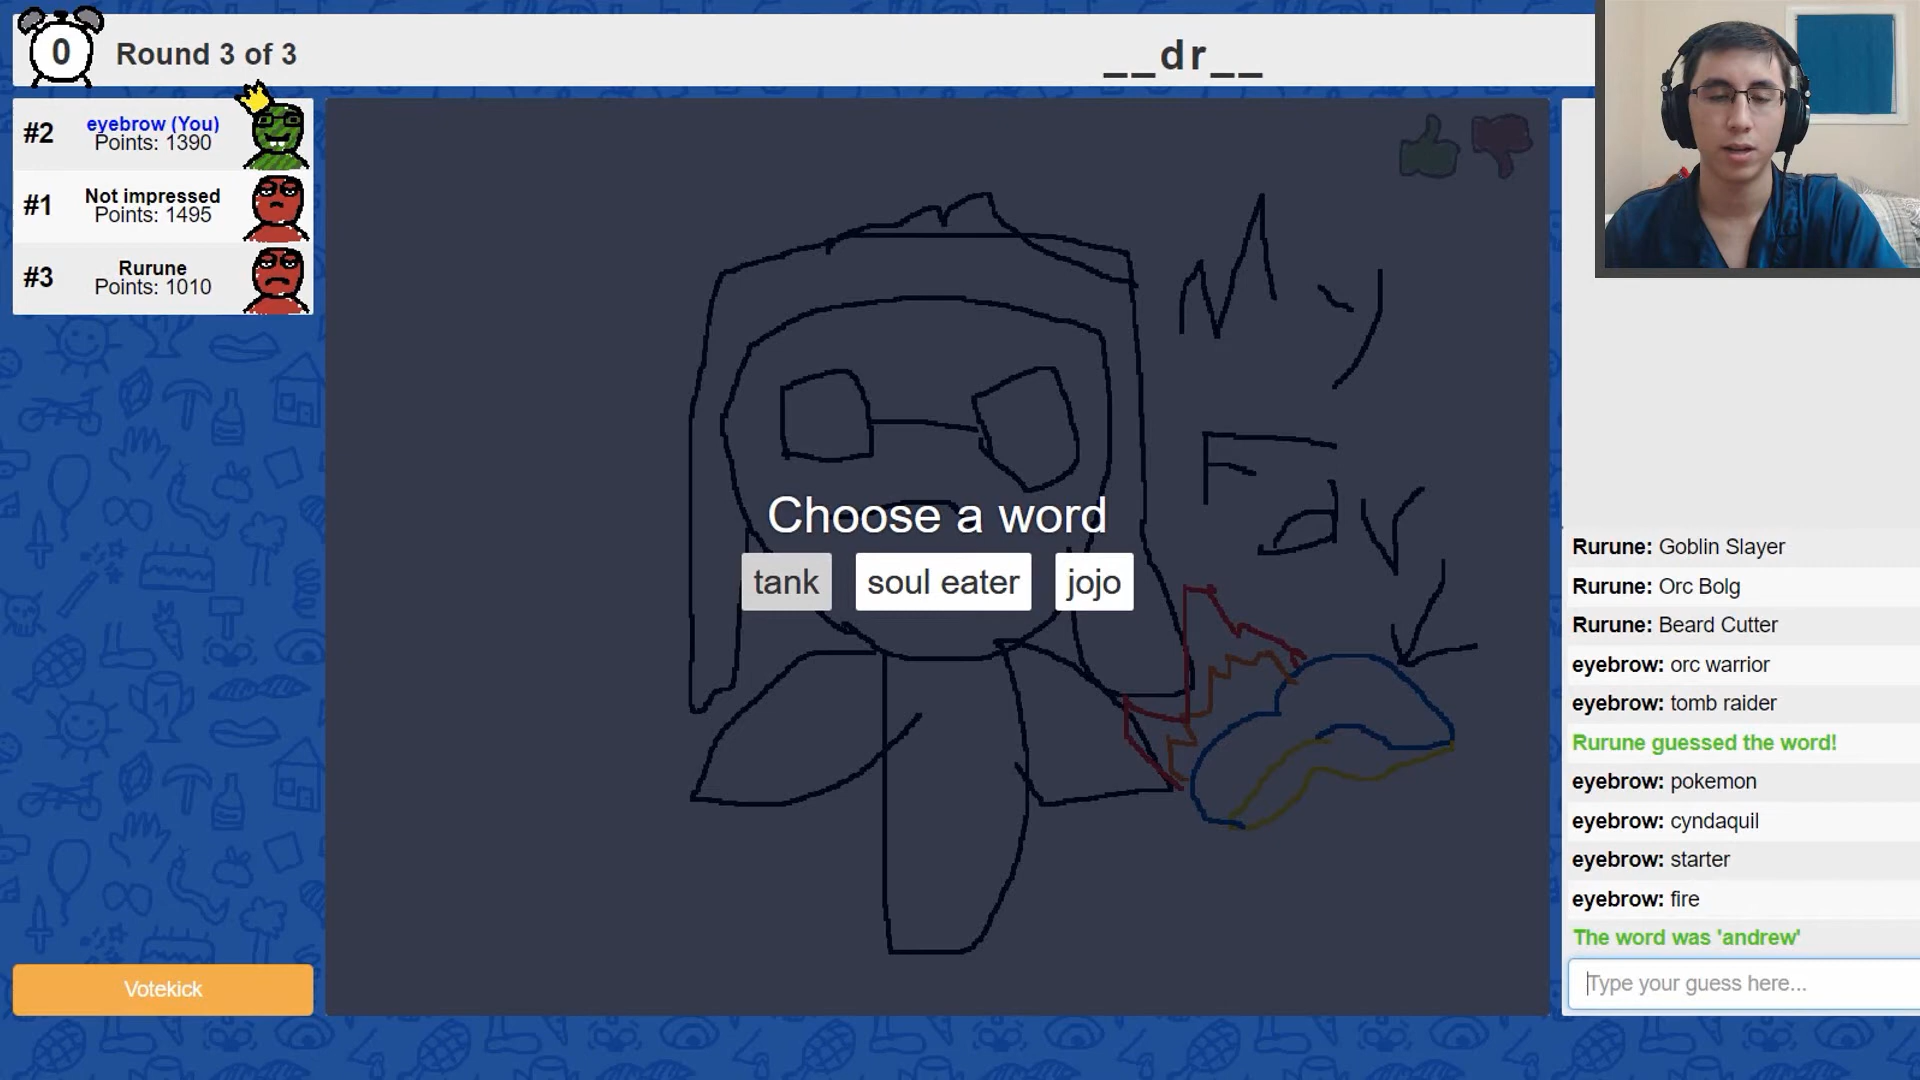 0
Round 3 of 3
__dr__
#2
eyebrow (You)
Points: 1390
#1
Not impressed
Points: 1495
#3
Rurune
Points: 1010
My
Fav
Choose a word
tank
soul eater
jojo
Rurune: Goblin Slayer
Rurune: Orc Bolg
Rurune: Beard Cutter
eyebrow: orc warrior
eyebrow: tomb raider
Rurune guessed the word!
eyebrow: pokemon
eyebrow: cyndaquil
eyebrow: starter
eyebrow: fire
The word was 'andrew'
Type your guess here...
Votekick